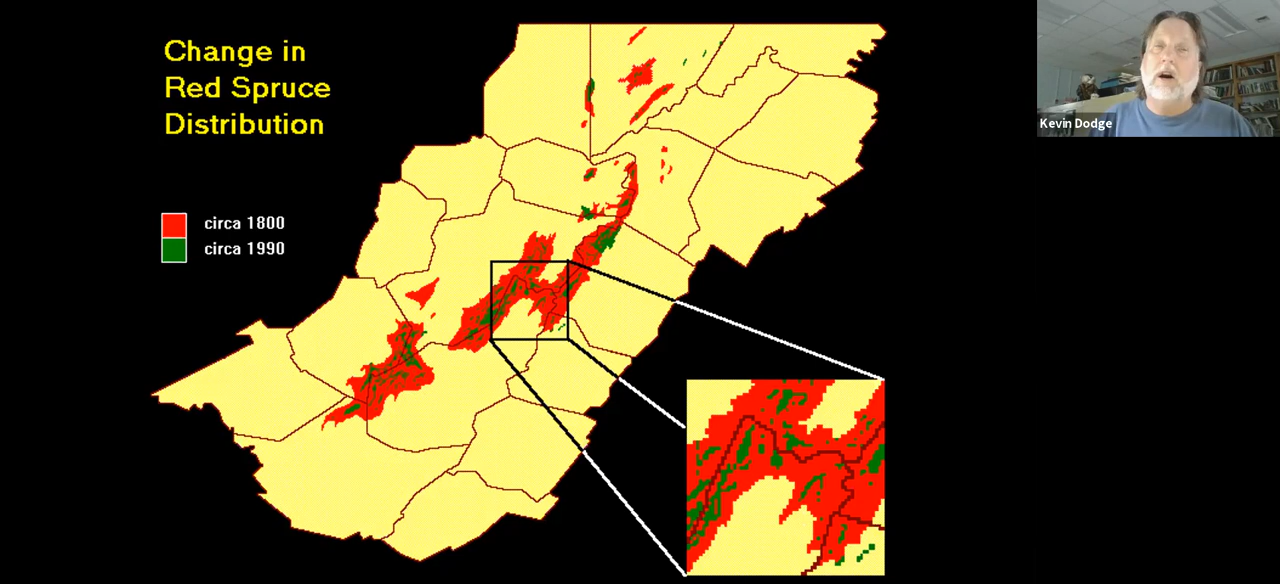 Change in
Red Spruce
Distribution
circa 1800
circa 1990
Kevin Dodge